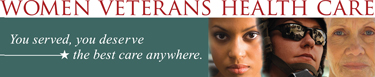 WOMEN VETERANS HEALTH CARE
You served, you deserve
★ the best care anywhere.